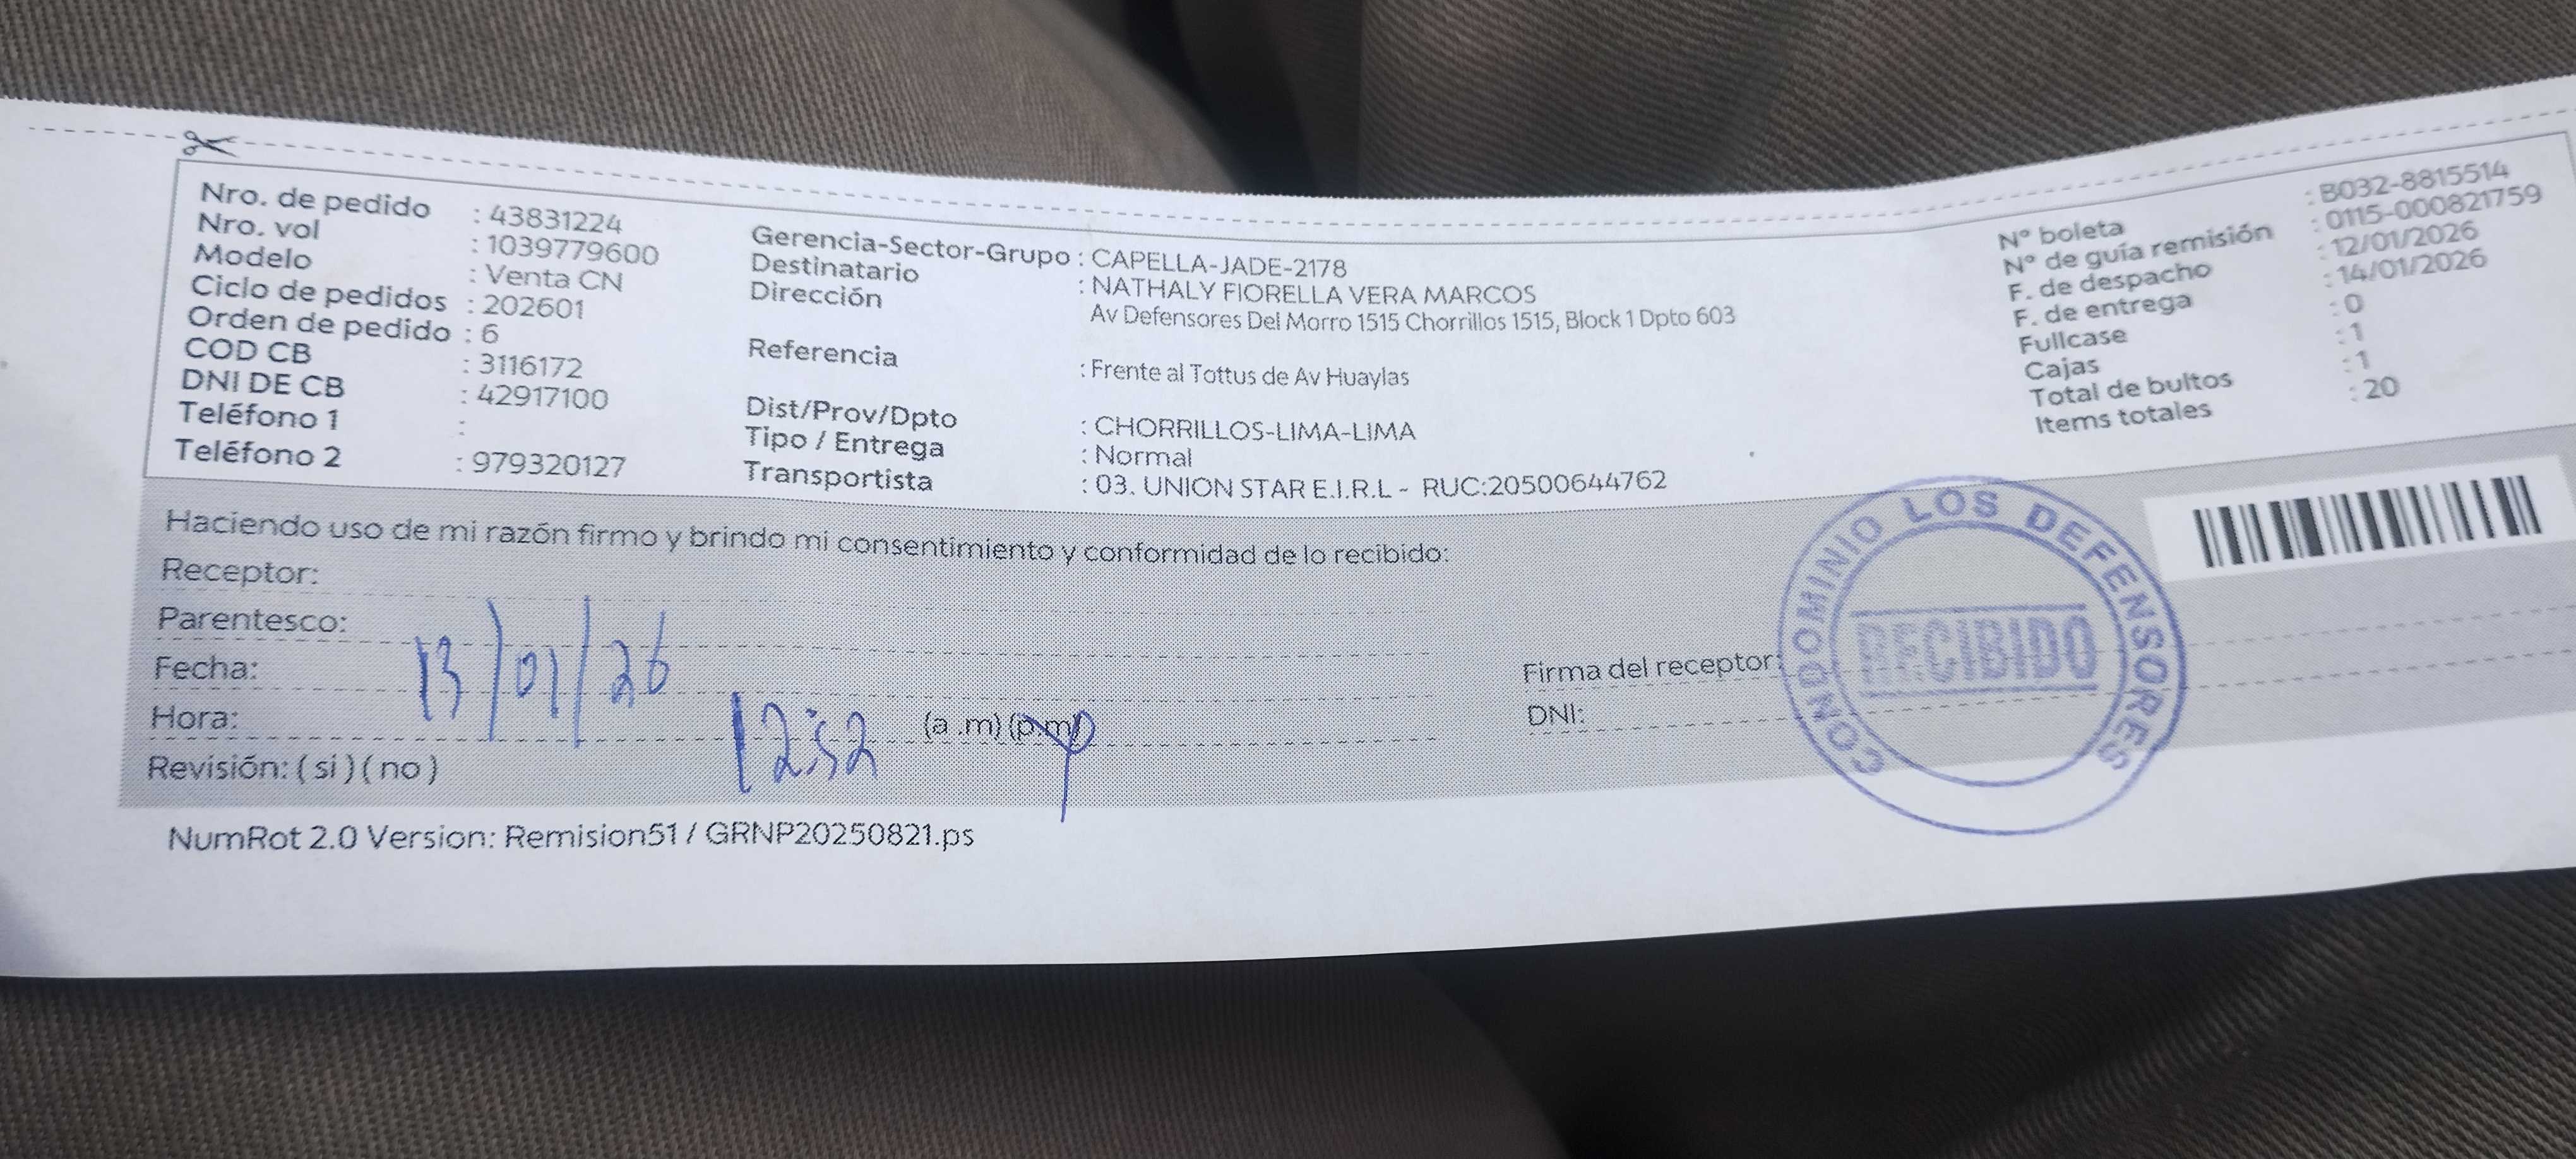 Nro. de pedido : 43831224
Nro. vol : 1039779600
Modelo : Venta CN
Ciclo de pedidos : 202601
Orden de pedido : 6
COD CB : 3116172
DNI DE CB : 42917100
Teléfono 1 :
Teléfono 2 : 979320127
Gerencia-Sector-Grupo : CAPELLA-JADE-2178
Destinatario : NATHALY FIORELLA VERA MARCOS
Dirección Av Defensores Del Morro 1515 Chorrillos 1515, Block 1 Dpto 603
Referencia : Frente al Tottus de Av Huaylas
Dist/Prov/Dpto : CHORRILLOS-LIMA-LIMA
Tipo / Entrega : Normal
Transportista : 03. UNION STAR E.I.R.L - RUC:20500644762
N° boleta : B032-8815514
N° de guía remisión : 0115-000821759
F. de despacho : 12/01/2026
F. de entrega : 14/01/2026
Fullcase : 0
Cajas : 1
Total de bultos : 1
Items totales : 20
Haciendo uso de mi razón firmo y brindo mi consentimiento y conformidad de lo recibido:
Receptor:
Parentesco:
Fecha: 13/01/26
Hora: 12:52 (a .m) (p.m)
Revisión: ( si ) ( no )
Firma del receptor:
DNI:
CONDOMINIO LOS DEFENSORES
RECIBIDO
NumRot 2.0 Version: Remision51 / GRNP20250821.ps